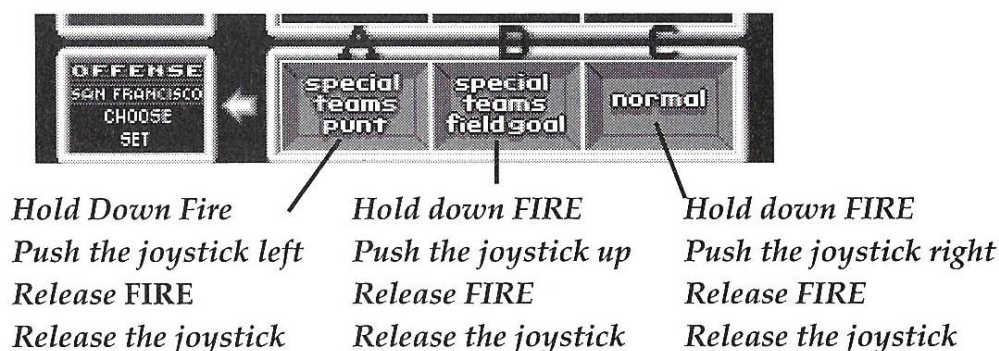 A B C
OFFENSE
SAN FRANCISCO
CHOOSE
SET
special
teams
punt
special
teams
field goal
normal
Hold Down Fire
Push the joystick left
Release FIRE
Release the joystick
Hold down FIRE
Push the joystick up
Release FIRE
Release the joystick
Hold down FIRE
Push the joystick right
Release FIRE
Release the joystick